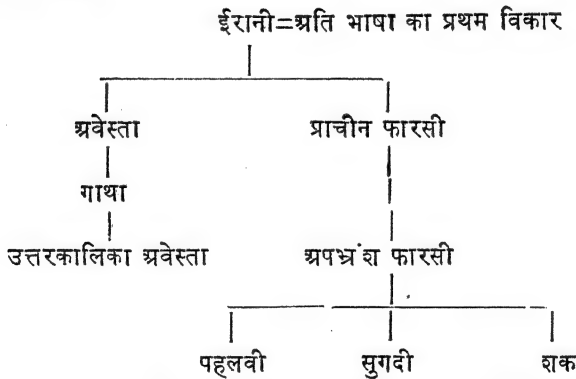 ईरानी=अति भाषा का प्रथम विकार
अवेस्ता प्राचीन फारसी
गाथा
उत्तरकालिका अवेस्ता अपभ्रंश फारसी
पहलवी सुगदी शक